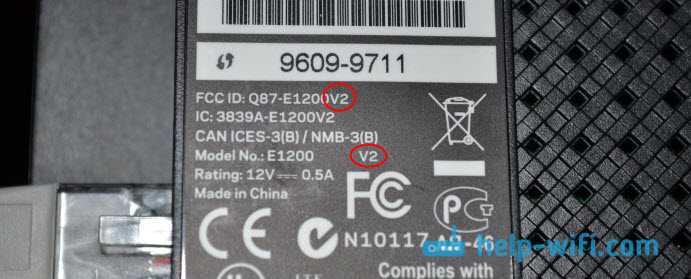 9609-9711
FCC ID: Q87-E1200V2
IC: 3839A-E1200V2
CAN ICES-3(B) / NMB-3(B)
Model No.: E1200 V2
Rating: 12V⎓ 0.5A
Made in China
FC
CE
N10117
help-wifi.com
Complies with